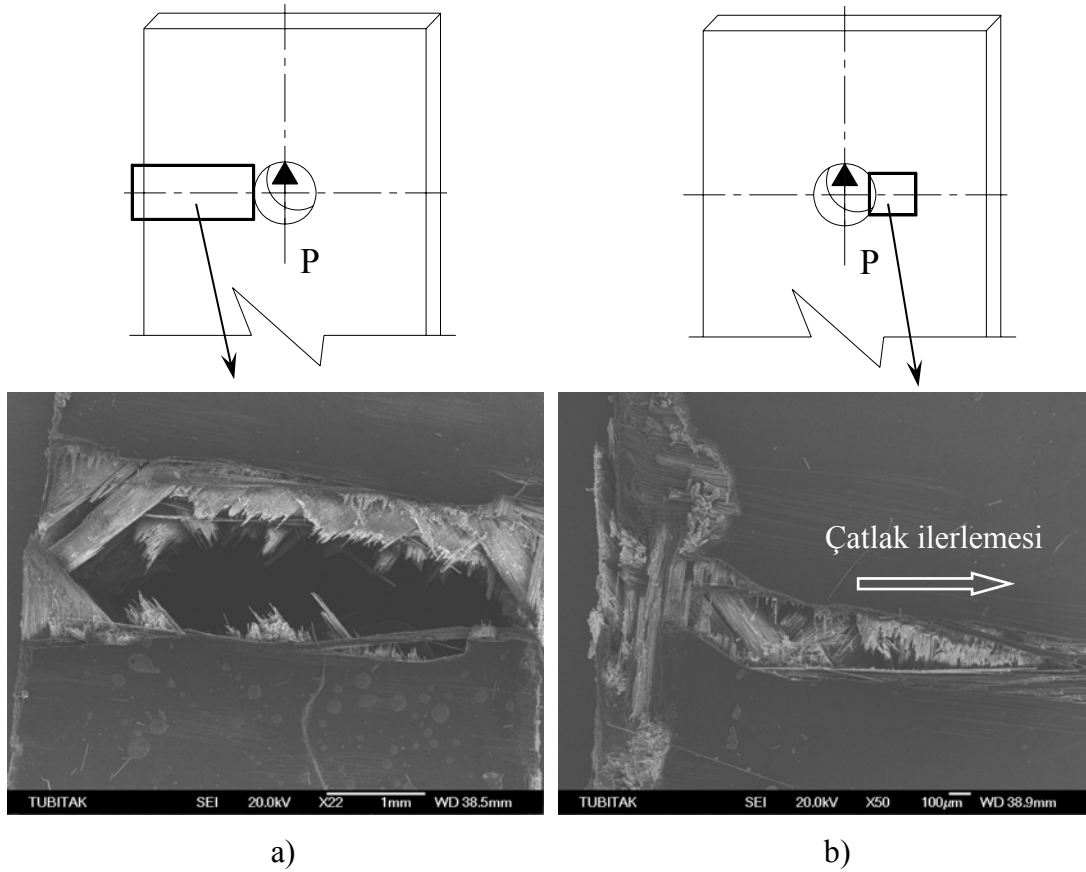 P
P
Çatlak ilerlemesi
TUBITAK SEI 20.0kV X22 1mm WD 38.5mm
TUBITAK SEI 20.0kV X50 100µm WD 38.9mm
a)
b)